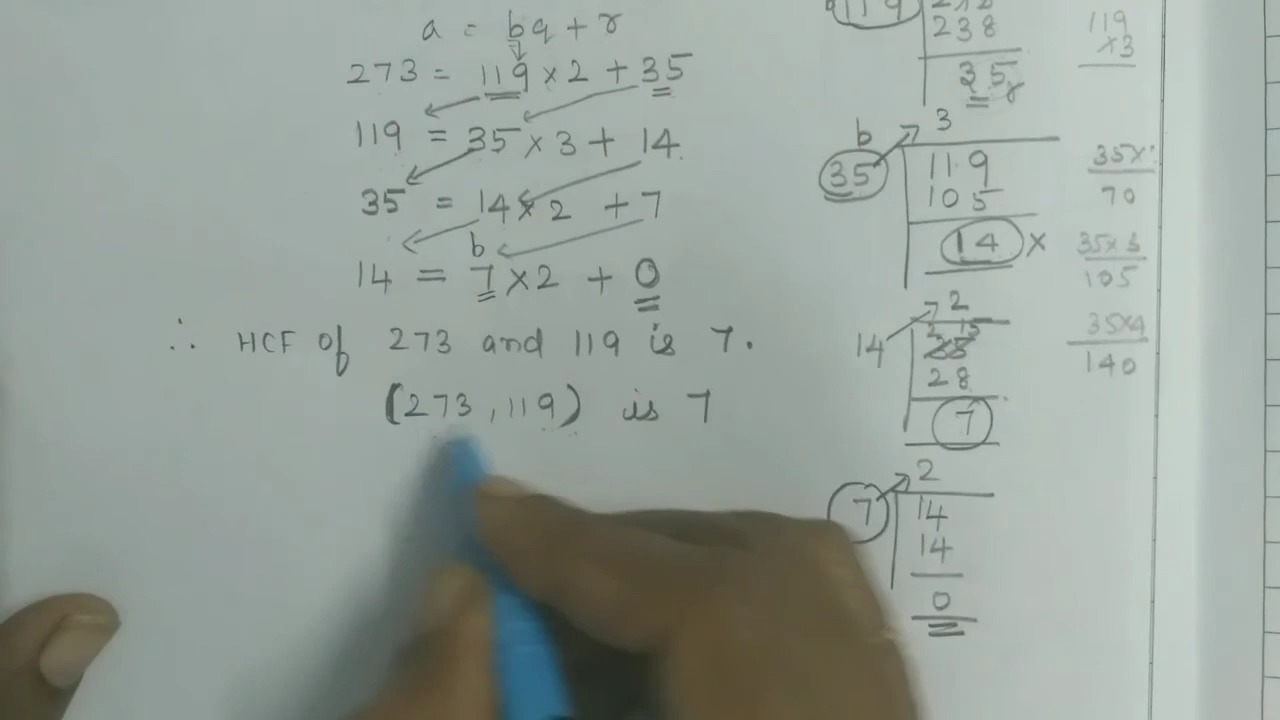 a = bq + r
273 = 119 × 2 + 35
119 = 35 × 3 + 14
35 = 14 × 2 + 7
b
14 = 7 × 2 + 0
∴ HCF of 273 and 119 is 7.
(273, 119) is 7
119
238
35 r
b 3
35 119
105
14 ×
2
14 35
28
7
2
7 14
14
0
119
×3
35×
70
35×3
105
35×4
140